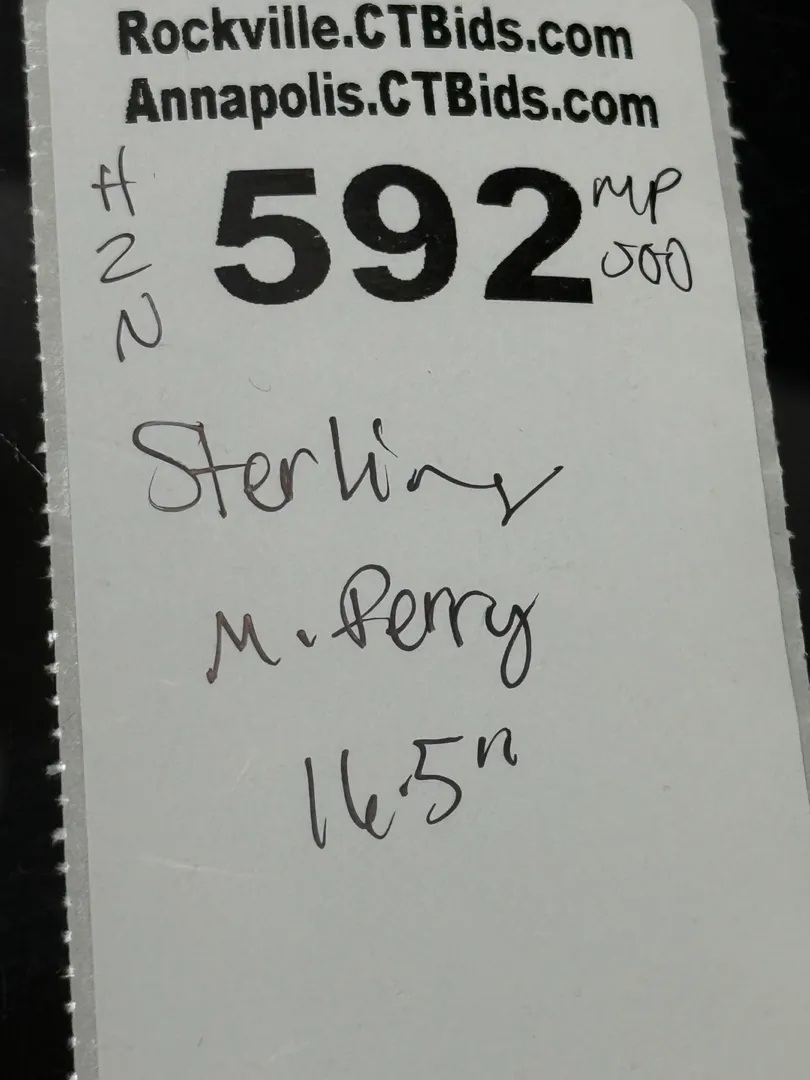 Rockville.CTBids.com
Annapolis.CTBids.com
H 592 MP
2 500
N
Sterling
M. Perry
16.5"